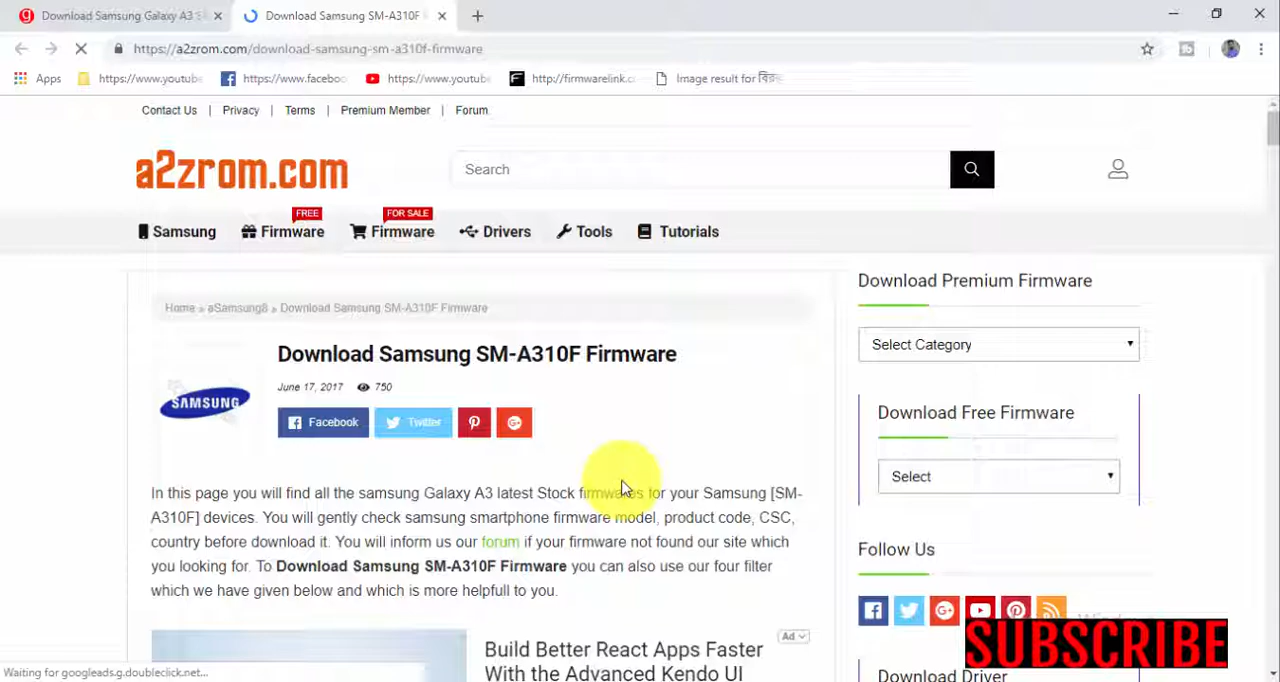 Download Samsung Galaxy A3 S
Download Samsung SM-A310F F
https://a2zrom.com/download-samsung-sm-a310f-firmware
Apps https://www.youtube https://www.faceboo https://www.youtub http://firmwarelink.c Image result for বির
Contact Us | Privacy | Terms | Premium Member | Forum
a2zrom.com
Search
FREE
FOR SALE
Samsung Firmware Firmware Drivers Tools Tutorials
Home » aSamsung8 » Download Samsung SM-A310F Firmware
Download Samsung SM-A310F Firmware
June 17, 2017 750
SAMSUNG
Facebook Twitter
In this page you will find all the samsung Galaxy A3 latest Stock firmwares for your Samsung [SM-
A310F] devices. You will gently check samsung smartphone firmware model, product code, CSC,
country before download it. You will inform us our forum if your firmware not found our site which
you looking for. To Download Samsung SM-A310F Firmware you can also use our four filter
which we have given below and which is more helpfull to you.
Ad
Build Better React Apps Faster
With the Advanced Kendo UI
Download Premium Firmware
Select Category
Download Free Firmware
Select
Follow Us
SUBSCRIBE
Download Driver
Waiting for googleads.g.doubleclick.net...